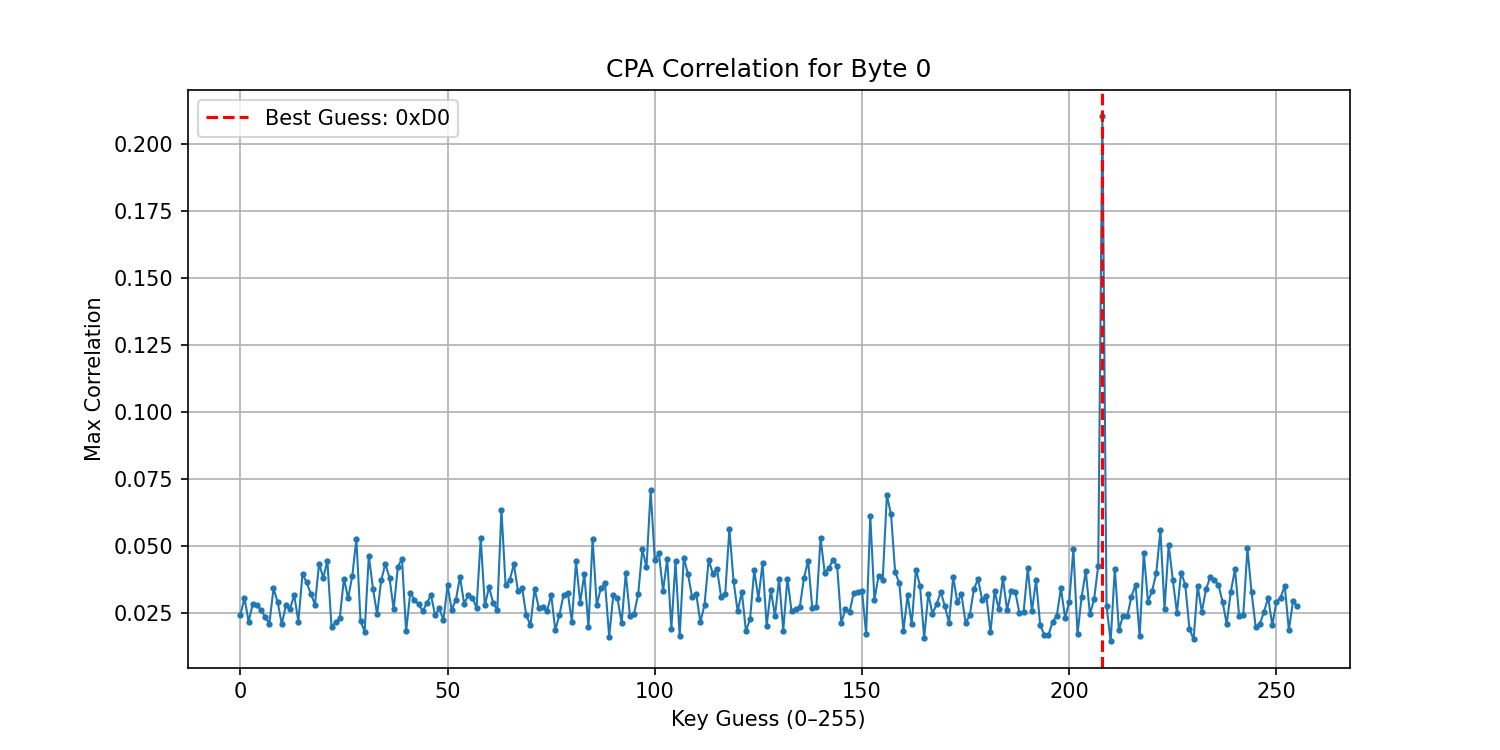 CPA Correlation for Byte 0
Best Guess: 0xD0
Max Correlation
0.200
0.175
0.150
0.125
0.100
0.075
0.050
0.025
0 50 100 150 200 250
Key Guess (0–255)